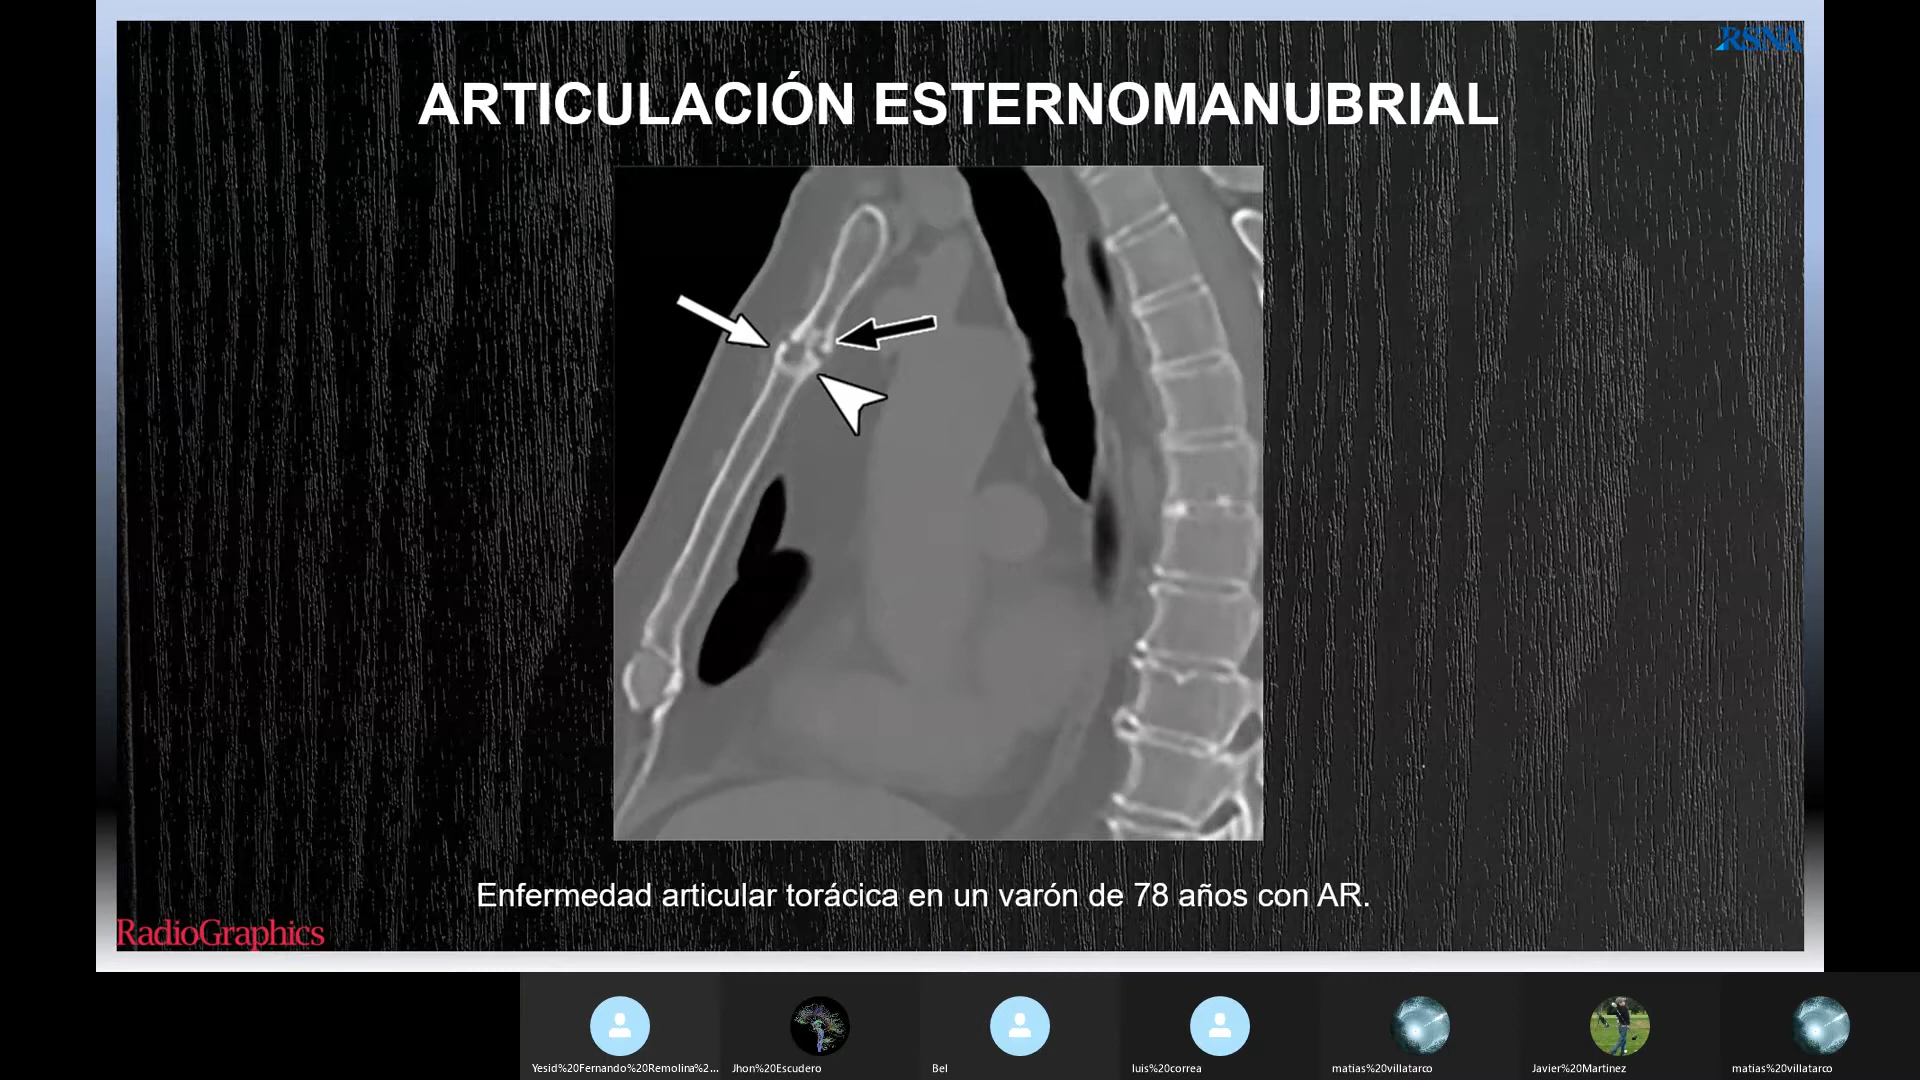 RSNA
ARTICULACIÓN ESTERNOMANUBRIAL
Enfermedad articular torácica en un varón de 78 años con AR.
RadioGraphics
Yesid%20Fernando%20Remolina%2...
Jhon%20Escudero
Bel
luis%20correa
matias%20villatarco
Javier%20Martinez
matias%20villatarco